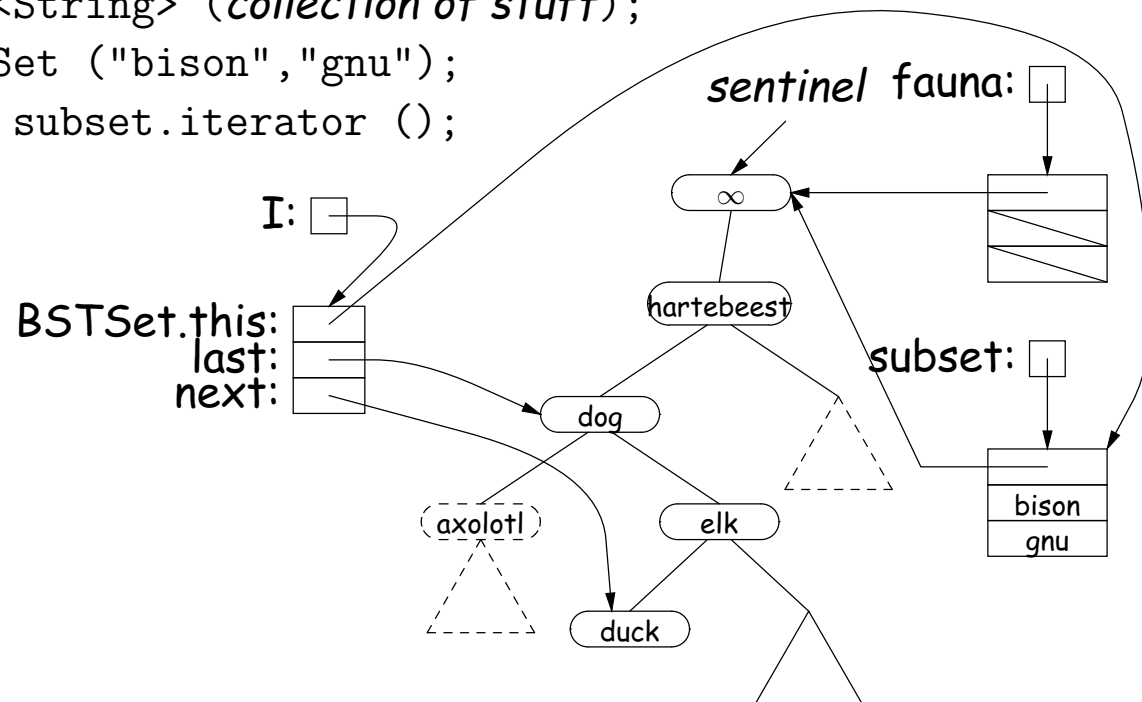 <String> (collection of stuff);
Set ("bison","gnu");
subset.iterator ();
sentinel fauna:
∞
I:
hartebeest
BSTSet.this:
last:
next:
subset:
dog
bison
axolotl elk
gnu
duck